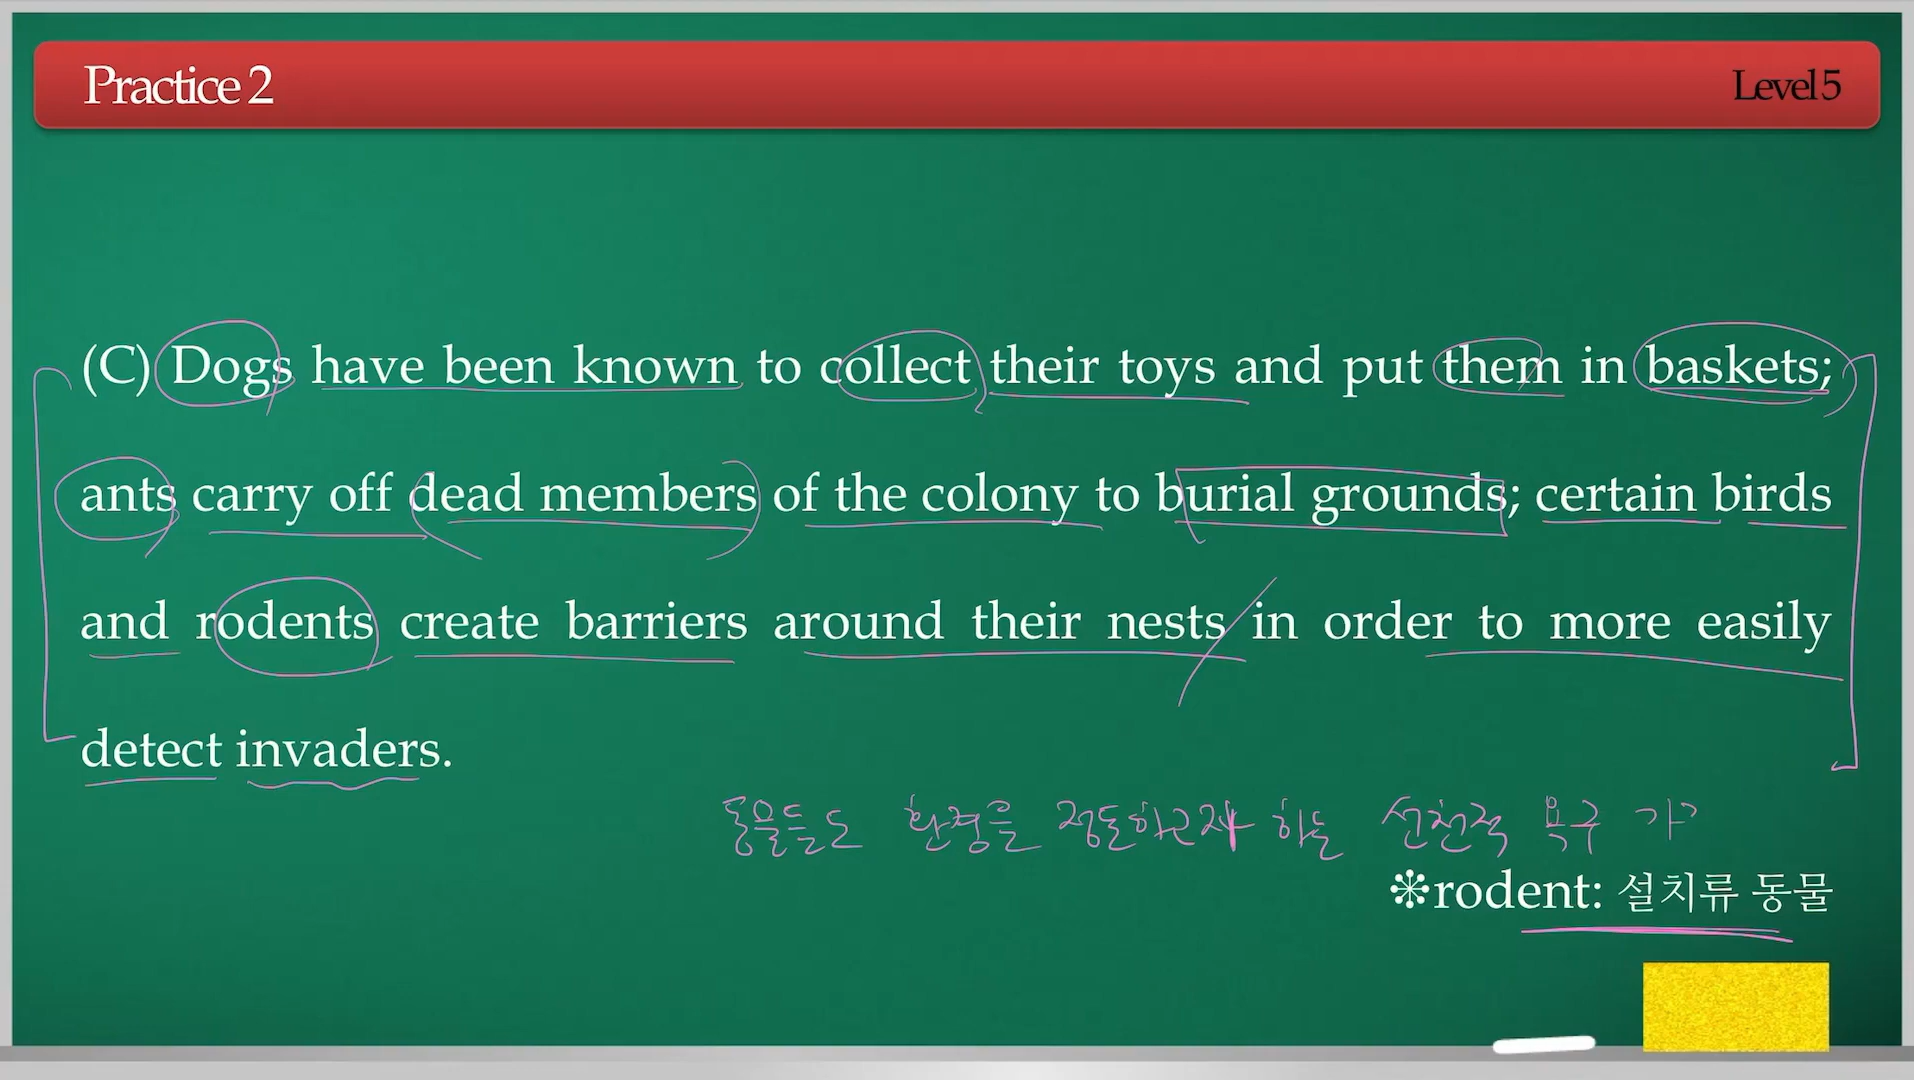 Practice 2
Level 5
(C) Dogs have been known to collect their toys and put them in baskets;
ants carry off dead members of the colony to burial grounds; certain birds
and rodents create barriers around their nests in order to more easily
detect invaders.
동물들도 환경을 정돈하고자 하는 선천적 욕구
❊rodent: 설치류 동물